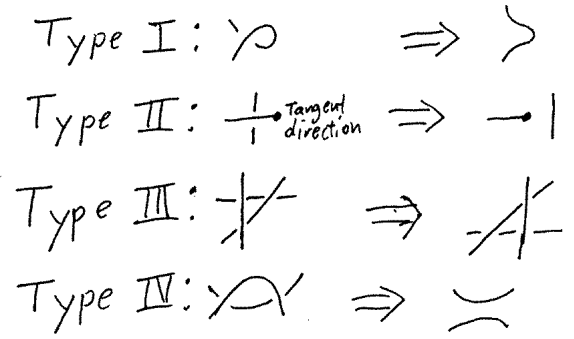 Type I: ⇒
Type II: Tangent direction ⇒
Type III: ⇒
Type IV: ⇒